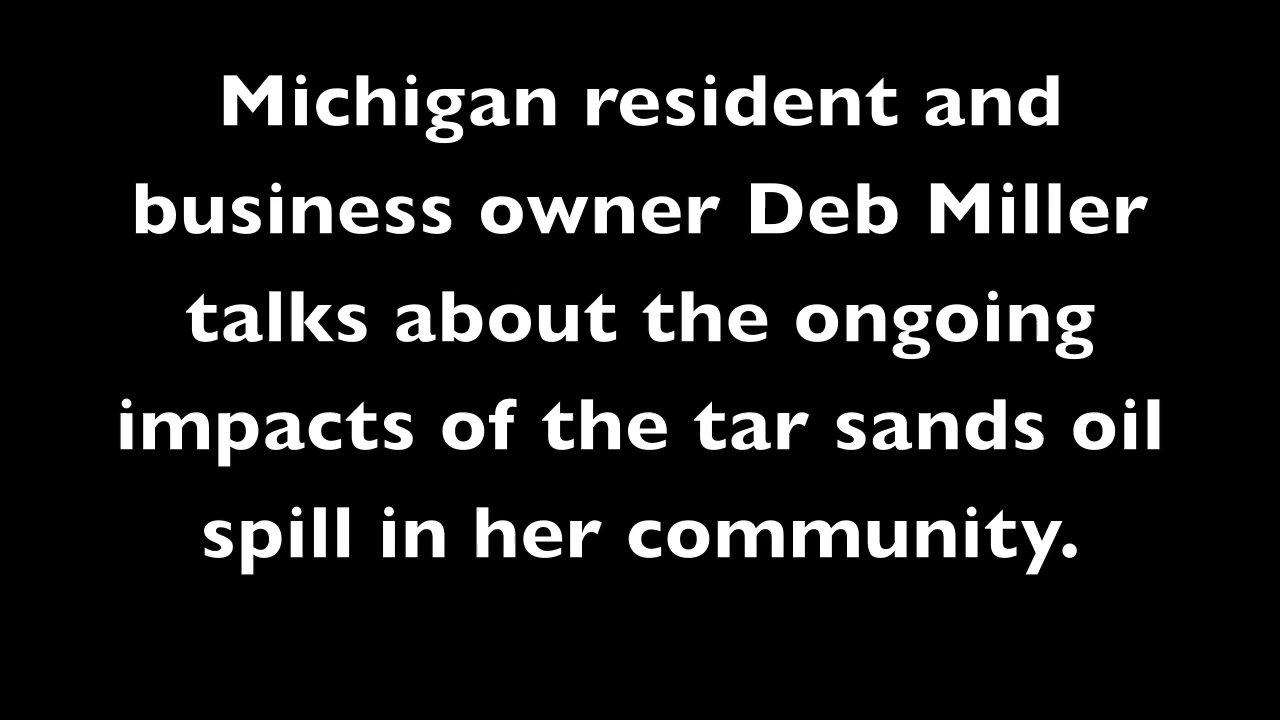 Michigan resident and
business owner Deb Miller
talks about the ongoing
impacts of the tar sands oil
spill in her community.